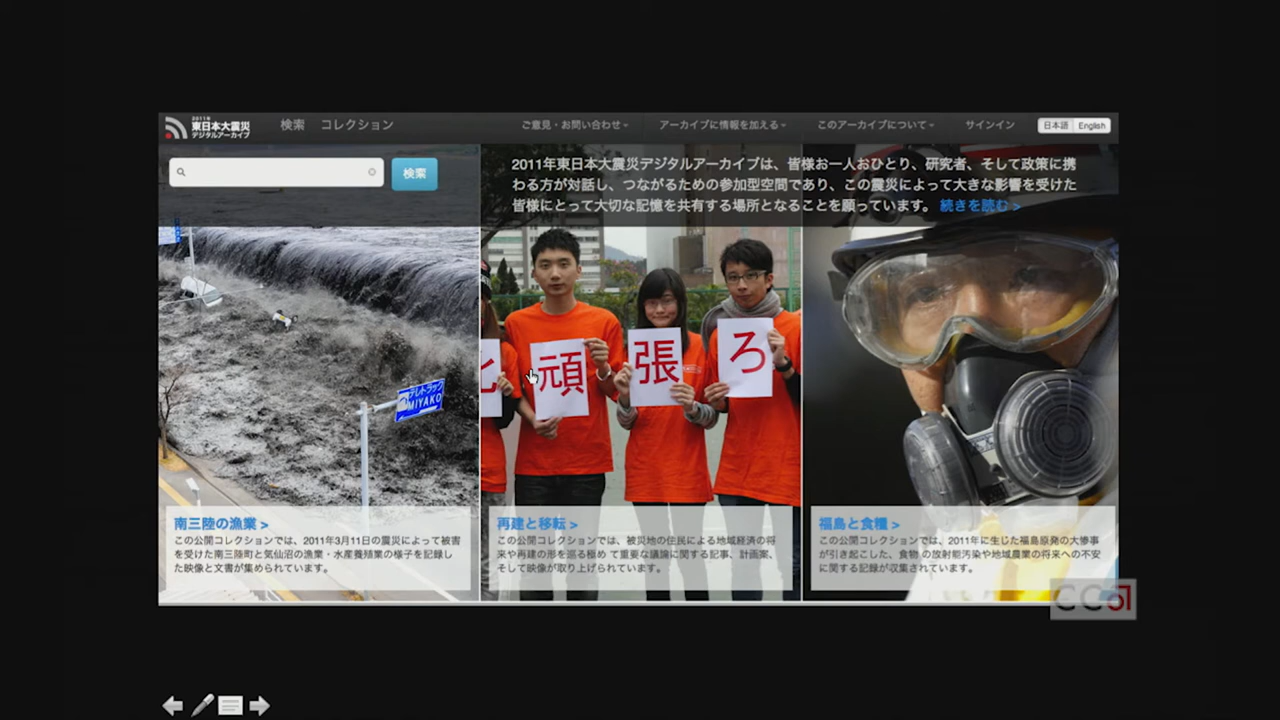 2011年
東日本大震災
デジタルアーカイブ
検索 コレクション
ご意見・お問い合わせ
アーカイブに情報を加える
このアーカイブについて
サインイン
日本語 English
検索
2011年東日本大震災デジタルアーカイブは、皆様お一人おひとり、研究者、そして政策に携
わる方が対話し、つながるための参加型空間であり、この震災によって大きな影響を受けた
皆様にとって大切な記憶を共有する場所となることを願っています。 続きを読む >
テレトラック
MIYAKO
頑 張 ろ
南三陸の漁業 >
この公開コレクションでは、2011年3月11日の震災によって被害
を受けた南三陸町と気仙沼の漁業・水産養殖業の様子を記録し
た映像と文書が集められています。
再建と移転 >
この公開コレクションでは、被災地の住民による地域経済の将
来や再建の形を巡る極め て重要な議論に関する記事、計画案、
そして映像が取り上げられています。
福島と食糧 >
この公開コレクションでは、2011年に生じた福島原発の大惨事
が引き起こした、食物 の放射能汚染や地域農業の将来への不安
に関する記録が収集されています。